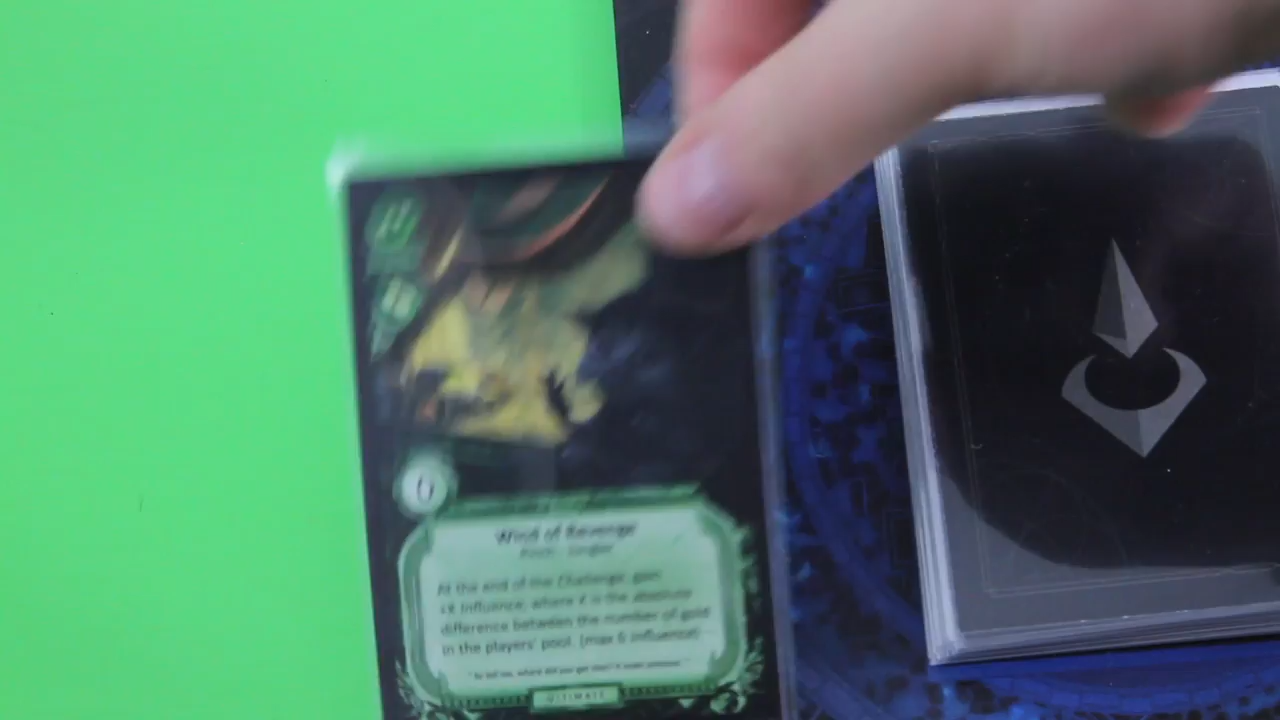 0
Wind of Revenge
At the end of the Challenge, gain
+X Influence, where X is the absolute
difference between the number of gold
in the players' pool. (max 6 influence)
ULTIMATE